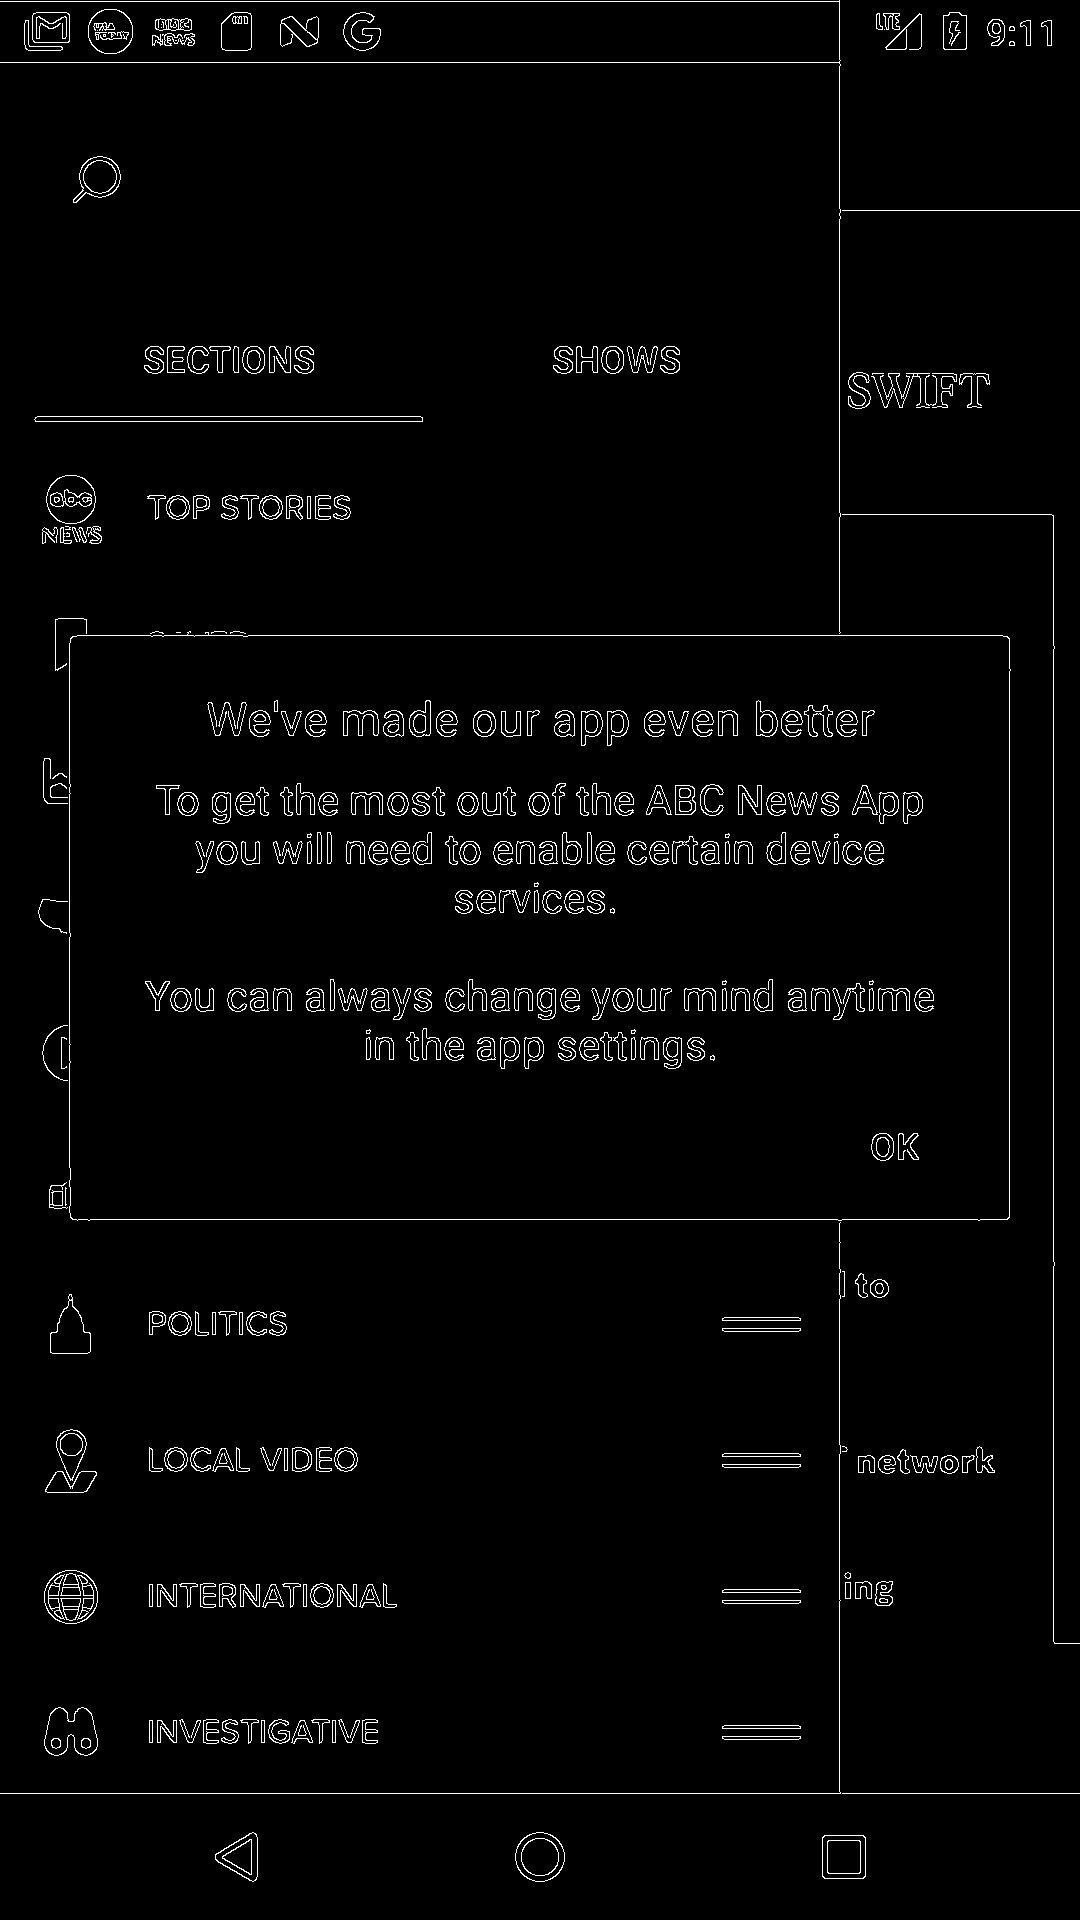 USA TODAY
BBC NEWS
LTE
9:11
SECTIONS
SHOWS
SWIFT
abc NEWS
TOP STORIES
We've made our app even better
To get the most out of the ABC News App
you will need to enable certain device
services.
You can always change your mind anytime
in the app settings.
OK
to
POLITICS
LOCAL VIDEO
network
INTERNATIONAL
ing
INVESTIGATIVE